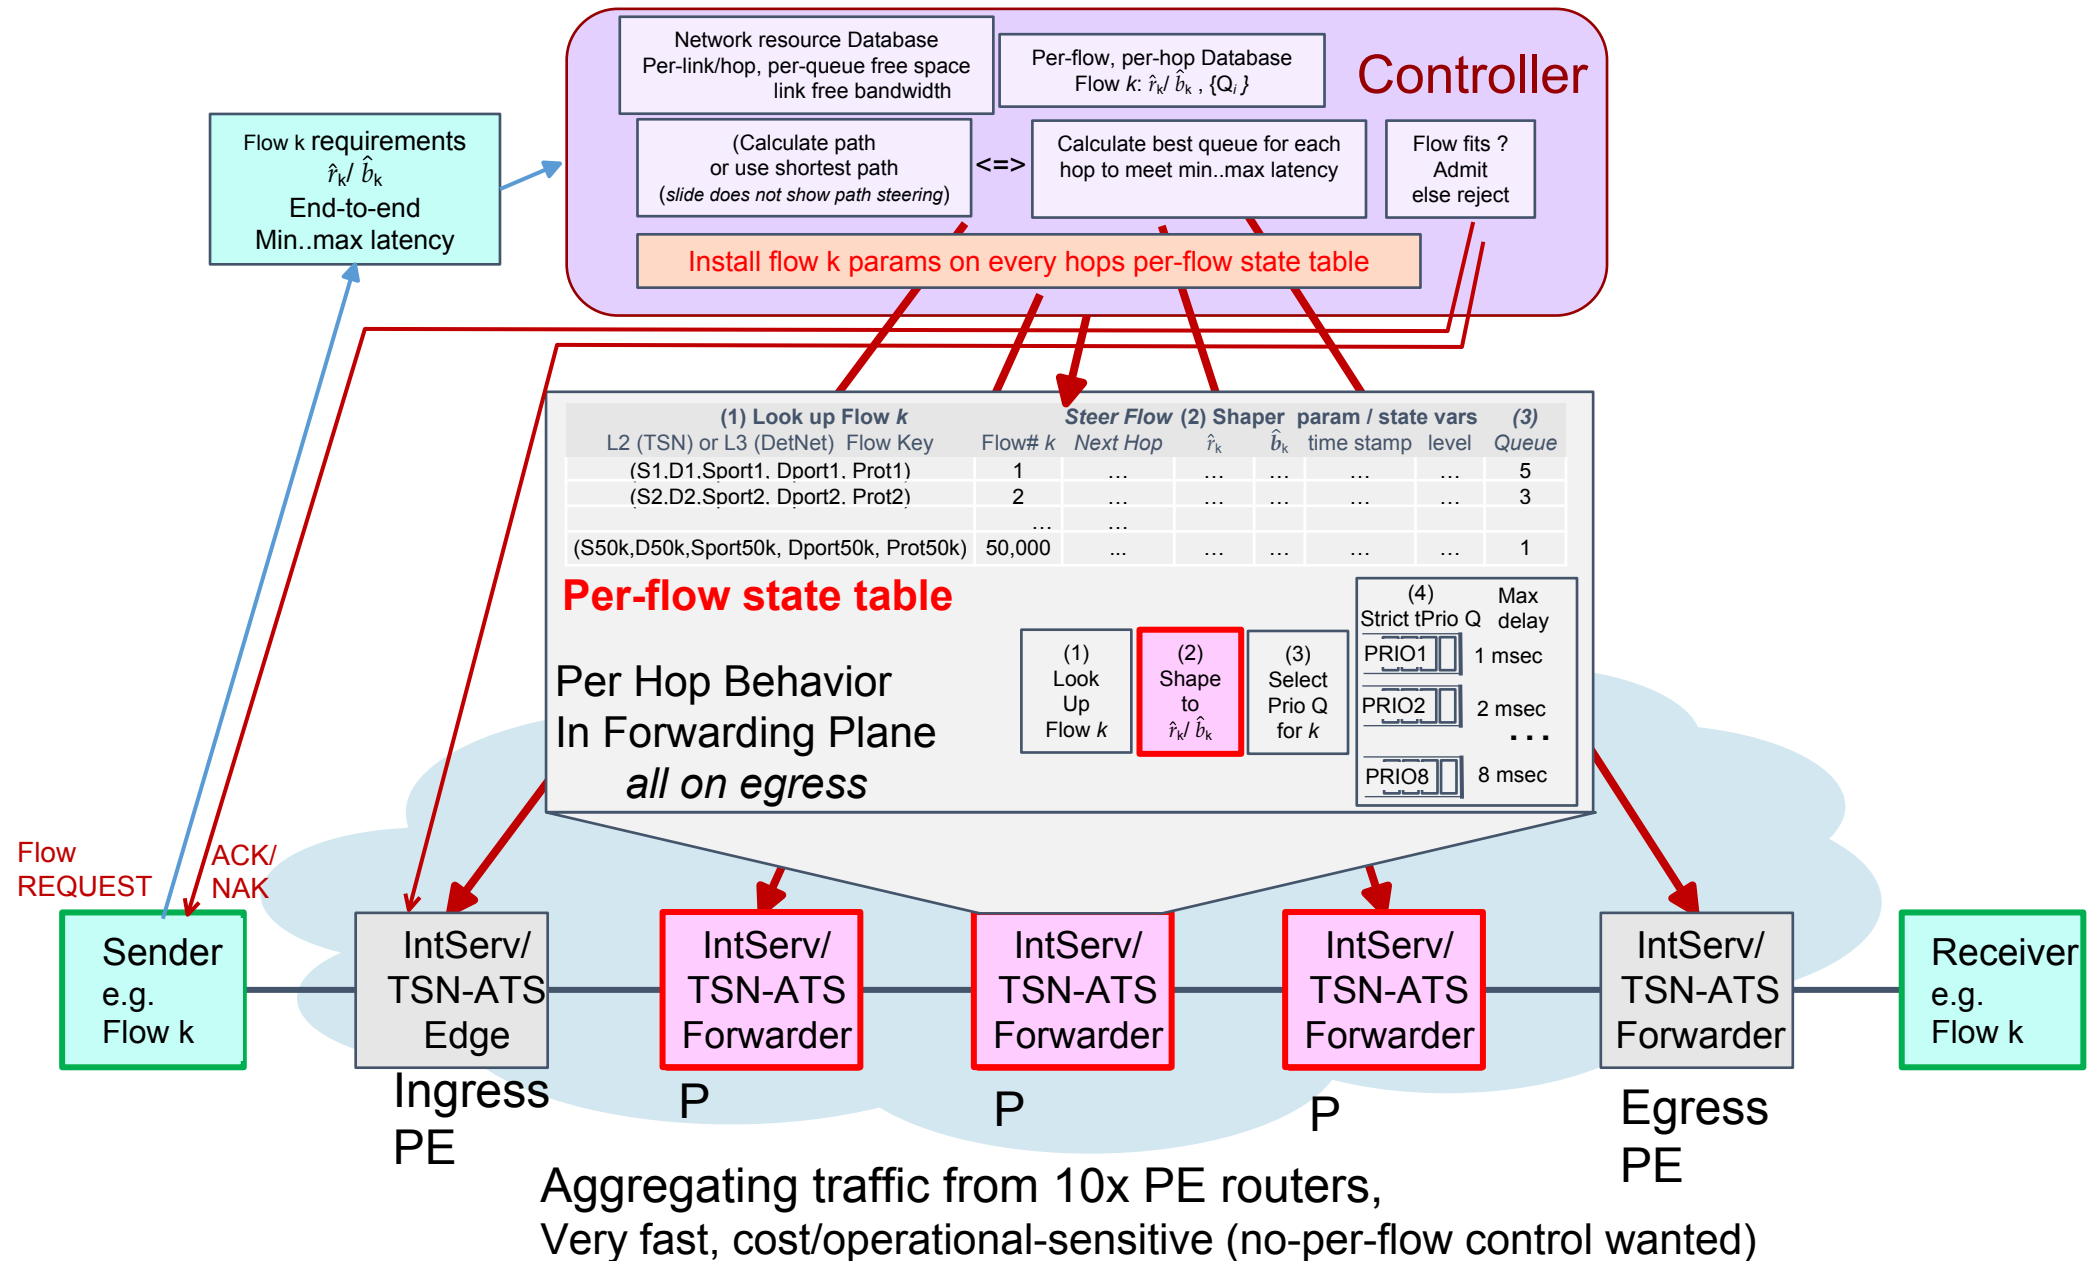 Network resource Database
Per-link/hop, per-queue free space
link free bandwidth
Per-flow, per-hop Database
Flow k: r̂k/ b̂k , {Qi}
Controller
Flow k requirements
r̂k/ b̂k
End-to-end
Min..max latency
(Calculate path
or use shortest path
(slide does not show path steering)
<=>
Calculate best queue for each
hop to meet min..max latency
Flow fits ?
Admit
else reject
Install flow k params on every hops per-flow state table
(1) Look up Flow k Steer Flow (2) Shaper param / state vars (3)
L2 (TSN) or L3 (DetNet) Flow Key Flow# k Next Hop r̂k b̂k time stamp level Queue
(S1,D1,Sport1, Dport1, Prot1) 1 ... ... ... ... ... 5
(S2,D2,Sport2, Dport2, Prot2) 2 ... ... ... ... ... 3
... ...
(S50k,D50k,Sport50k, Dport50k, Prot50k) 50,000 ... ... ... ... ... 1
Per-flow state table
Per Hop Behavior
In Forwarding Plane
all on egress
(1)
Look
Up
Flow k
(2)
Shape
to
r̂k/ b̂k
(3)
Select
Prio Q
for k
(4)
Strict tPrio Q
Max
delay
PRIO1 1 msec
PRIO2 2 msec
...
PRIO8 8 msec
Flow
REQUEST
ACK/
NAK
Sender
e.g.
Flow k
IntServ/
TSN-ATS
Edge
IntServ/
TSN-ATS
Forwarder
IntServ/
TSN-ATS
Forwarder
IntServ/
TSN-ATS
Forwarder
IntServ/
TSN-ATS
Forwarder
Receiver
e.g.
Flow k
Ingress
PE
P
P
P
Egress
PE
Aggregating traffic from 10x PE routers,
Very fast, cost/operational-sensitive (no-per-flow control wanted)